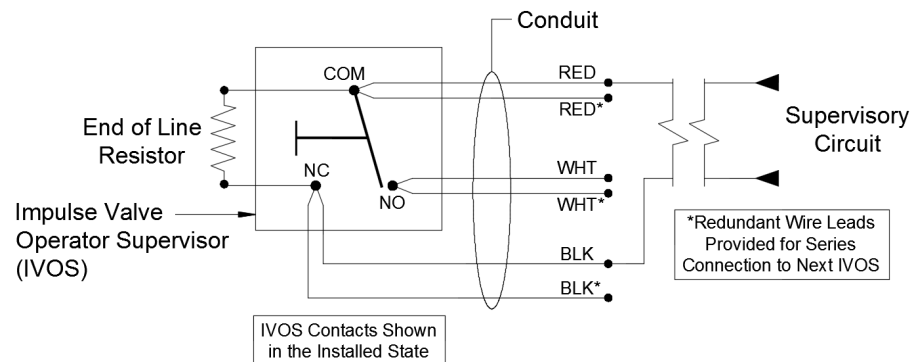 Conduit
COM
RED
RED*
End of Line
Resistor
Supervisory
Circuit
NC
NO
WHT
WHT*
Impulse Valve
Operator Supervisor
(IVOS)
*Redundant Wire Leads
Provided for Series
Connection to Next IVOS
BLK
BLK*
IVOS Contacts Shown
in the Installed State